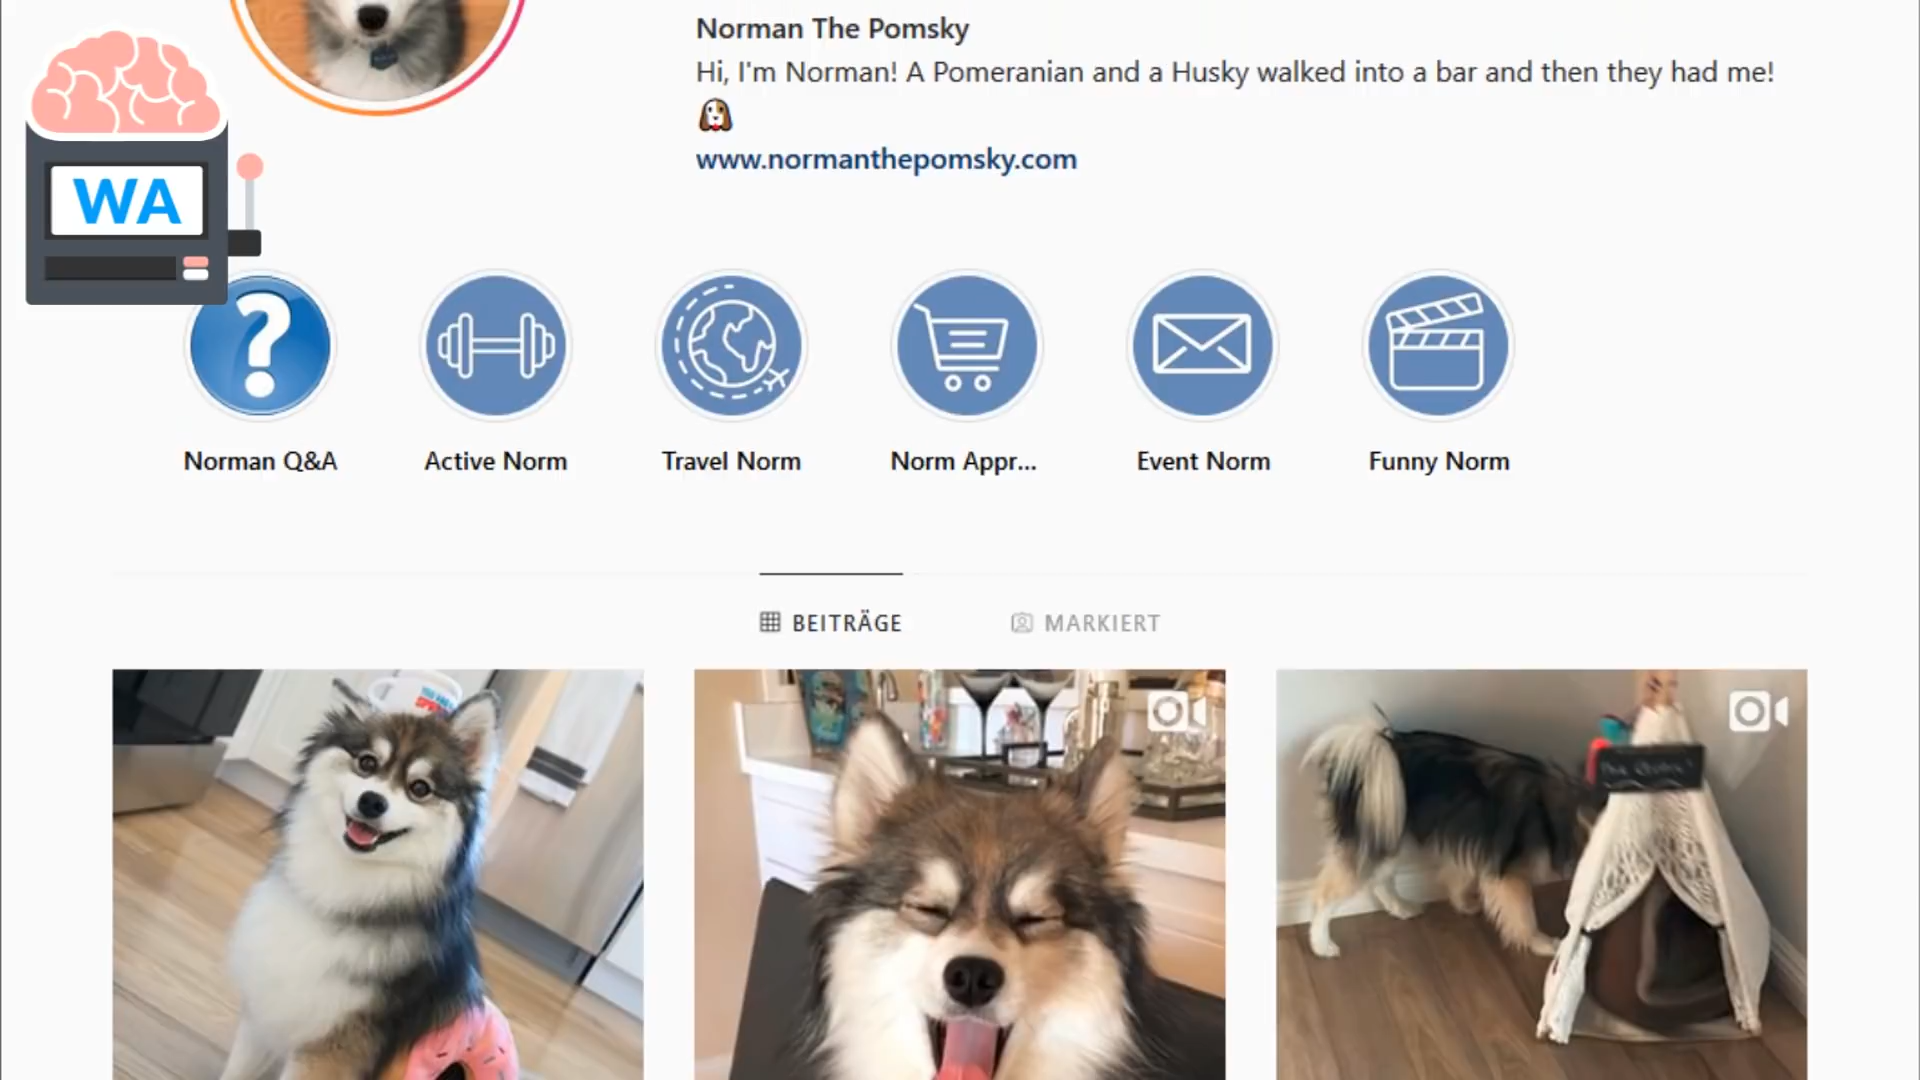 Norman The Pomsky
Hi, I'm Norman! A Pomeranian and a Husky walked into a bar and then they had me!
www.normanthepomsky.com
WA
Norman Q&A
Active Norm
Travel Norm
Norm Appr...
Event Norm
Funny Norm
BEITRÄGE
MARKIERT